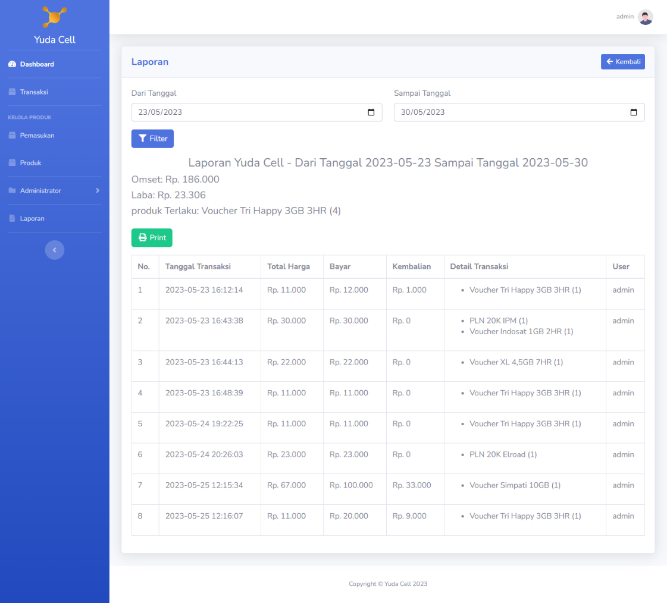 Yuda Cell
admin
Dashboard
Transaksi
KELOLA PRODUK
Pemasukan
Produk
Administrator
Laporan
Laporan
Kembali
Dari Tanggal
Sampai Tanggal
23/05/2023
30/05/2023
Filter
Laporan Yuda Cell - Dari Tanggal 2023-05-23 Sampai Tanggal 2023-05-30
Omset: Rp. 186.000
Laba: Rp. 23.306
produk Terlaku: Voucher Tri Happy 3GB 3HR (4)
Print
No. Tanggal Transaksi Total Harga Bayar Kembalian Detail Transaksi User
1 2023-05-23 16:12:14 Rp. 11.000 Rp. 12.000 Rp. 1.000 • Voucher Tri Happy 3GB 3HR (1) admin
2 2023-05-23 16:43:38 Rp. 30.000 Rp. 30.000 Rp. 0 • PLN 20K IPM (1) admin
• Voucher Indosat 1GB 2HR (1)
3 2023-05-23 16:44:13 Rp. 22.000 Rp. 22.000 Rp. 0 • Voucher XL 4,5GB 7HR (1) admin
4 2023-05-23 16:48:39 Rp. 11.000 Rp. 11.000 Rp. 0 • Voucher Tri Happy 3GB 3HR (1) admin
5 2023-05-24 19:22:25 Rp. 11.000 Rp. 11.000 Rp. 0 • Voucher Tri Happy 3GB 3HR (1) admin
6 2023-05-24 20:26:03 Rp. 23.000 Rp. 23.000 Rp. 0 • PLN 20K Elroad (1) admin
7 2023-05-25 12:15:34 Rp. 67.000 Rp. 100.000 Rp. 33.000 • Voucher Simpati 10GB (1) admin
8 2023-05-25 12:16:07 Rp. 11.000 Rp. 20.000 Rp. 9.000 • Voucher Tri Happy 3GB 3HR (1) admin
Copyright © Yuda Cell 2023